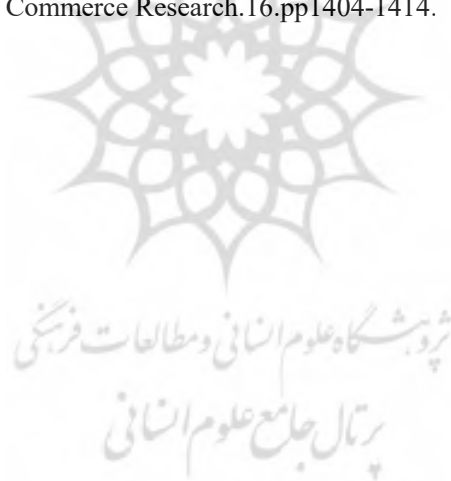 Commerce Research.16.pp1404-1414.
پژوهشگاه علوم انسانی و مطالعات فرهنگی
پرتال جامع علوم انسانی